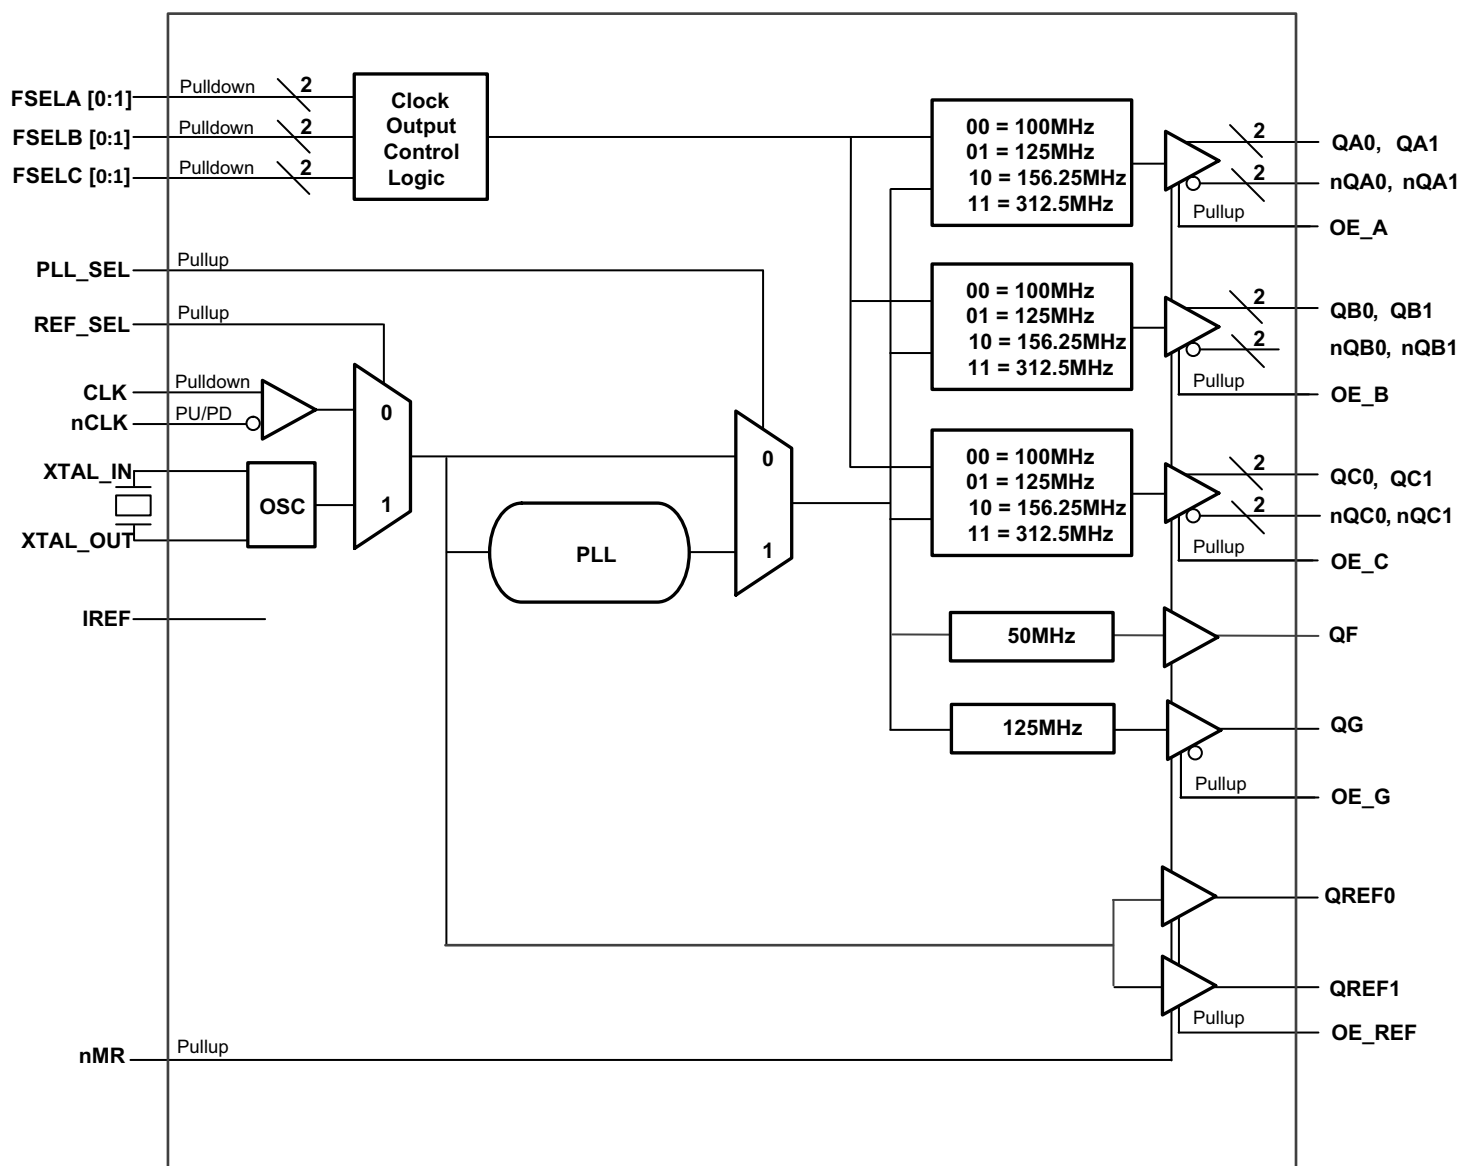 FSELA [0:1]
Pulldown
2
FSELB [0:1]
Pulldown
2
FSELC [0:1]
Pulldown
2
Clock
Output
Control
Logic
00 = 100MHz
01 = 125MHz
10 = 156.25MHz
11 = 312.5MHz
2
QA0, QA1
2
nQA0, nQA1
Pullup
OE_A
PLL_SEL
Pullup
REF_SEL
Pullup
00 = 100MHz
01 = 125MHz
10 = 156.25MHz
11 = 312.5MHz
2
QB0, QB1
2
nQB0, nQB1
Pullup
OE_B
CLK
Pulldown
nCLK
PU/PD
0
1
XTAL_IN
OSC
XTAL_OUT
PLL
0
1
00 = 100MHz
01 = 125MHz
10 = 156.25MHz
11 = 312.5MHz
2
QC0, QC1
2
nQC0, nQC1
Pullup
OE_C
IREF
50MHz
QF
125MHz
QG
Pullup
OE_G
QREF0
QREF1
Pullup
OE_REF
nMR
Pullup